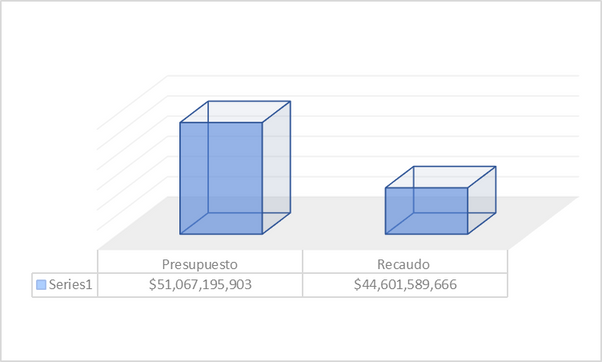 Presupuesto Recaudo
Series1 $51,067,195,903 $44,601,589,666